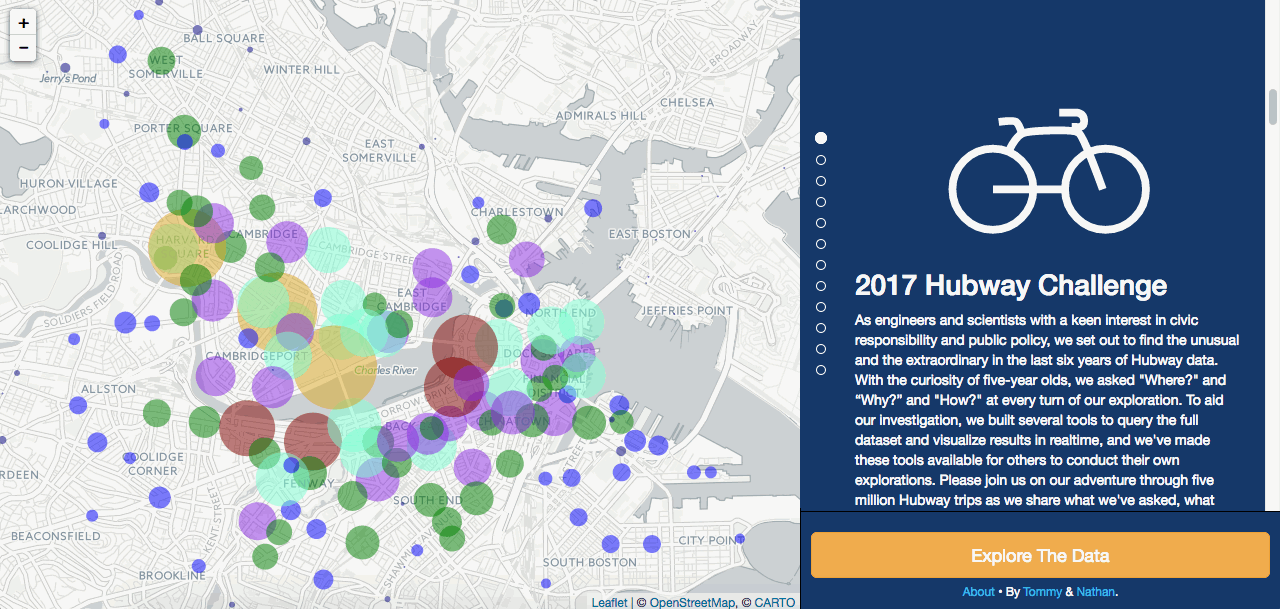 +
−
BALL SQUARE
WEST
SOMERVILLE
WINTER HILL
Jerry's Pond
BROADWAY
CHELSEA
ADMIRALS HILL
PORTER SQUARE
EAST
SOMERVILLE
HURON VILLAGE
LARCHWOOD
CHARLESTOWN
CAMBRIDGE
EAST BOSTON
HARVARD
SQUARE
COOLIDGE HILL
CAMBRIDGE STREET
SOLDIERS FIELD ROAD
EAST
CAMBRIDGE
NORTH END
JEFFRIES POINT
CAMBRIDGEPORT
DOCK SQUARE
Charles River
FINANCIAL
DISTRICT
ALLSTON
STORROW DRIVE
CHINATOWN
BACK
COOLIDGE
CORNER
RDEEN
FENWAY
SOUTH END
KENT STREET
BEACONSFIELD
CITY POINT
SOUTH BOSTON
BROOKLINE
Leaflet | © OpenStreetMap, © CARTO
2017 Hubway Challenge
As engineers and scientists with a keen interest in civic
responsibility and public policy, we set out to find the unusual
and the extraordinary in the last six years of Hubway data.
With the curiosity of five-year olds, we asked "Where?" and
“Why?” and "How?" at every turn of our exploration. To aid
our investigation, we built several tools to query the full
dataset and visualize results in realtime, and we've made
these tools available for others to conduct their own
explorations. Please join us on our adventure through five
million Hubway trips as we share what we've asked, what
Explore The Data
About • By Tommy & Nathan.